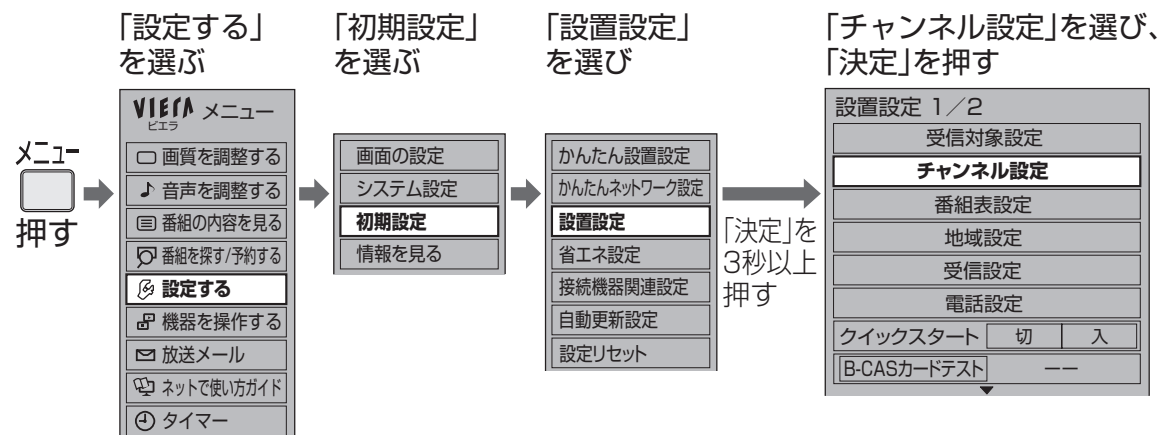 「設定する」
を選ぶ
「初期設定」
を選ぶ
「設置設定」
を選び
「チャンネル設定」を選び、
「決定」を押す
メニュー
押す
VIERA メニュー
ビエラ
画質を調整する
音声を調整する
番組の内容を見る
番組を探す/予約する
設定する
機器を操作する
放送メール
ネットで使い方ガイド
タイマー
画面の設定
システム設定
初期設定
情報を見る
かんたん設置設定
かんたんネットワーク設定
設置設定
省エネ設定
接続機器関連設定
自動更新設定
設定リセット
「決定」を
3秒以上
押す
設置設定 1／2
受信対象設定
チャンネル設定
番組表設定
地域設定
受信設定
電話設定
クイックスタート 切 入
B-CASカードテスト −−